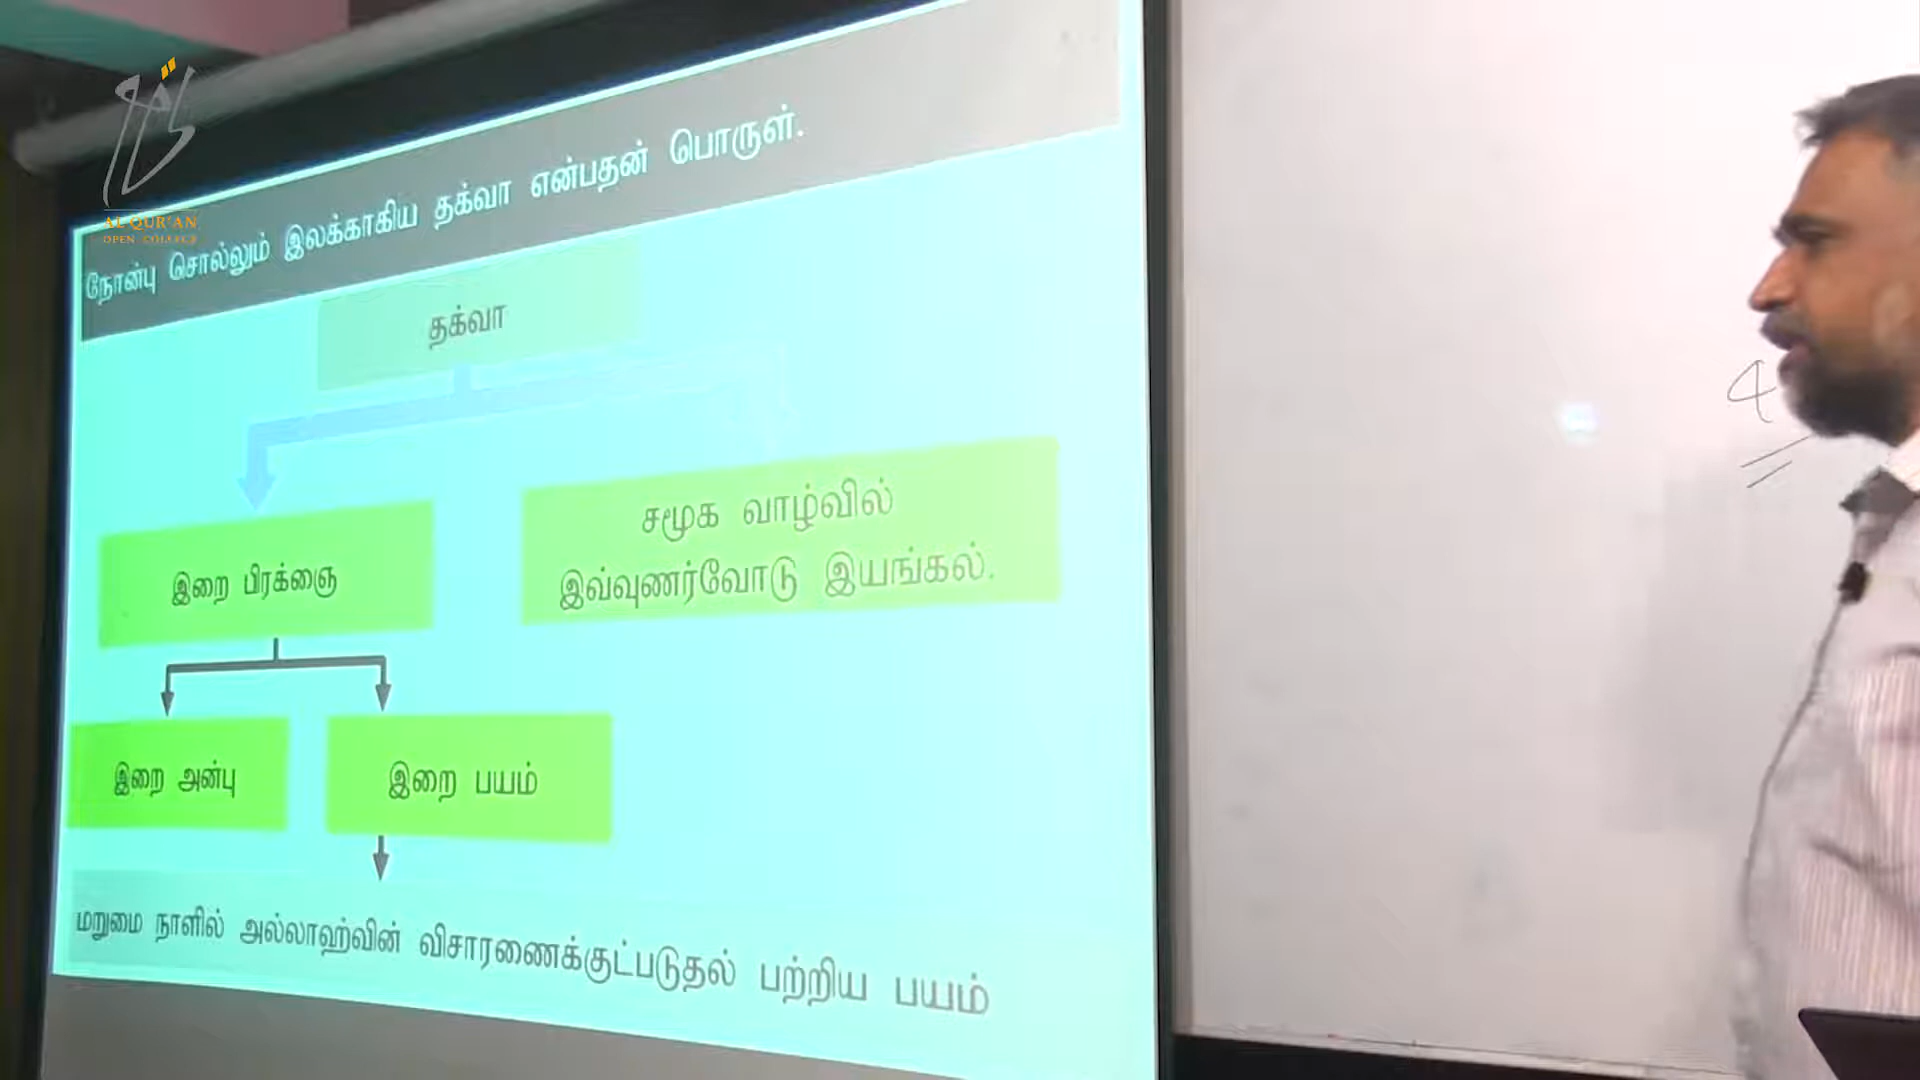 AL QUR'AN
OPEN COLLEGE
நோன்பு சொல்லும் இலக்காகிய தக்வா என்பதன் பொருள்.
தக்வா
இறை பிரக்ஞை
சமூக வாழ்வில்
இவ்வுணர்வோடு இயங்கல்.
இறை அன்பு
இறை பயம்
மறுமை நாளில் அல்லாஹ்வின் விசாரணைக்குட்படுதல் பற்றிய பயம்
4